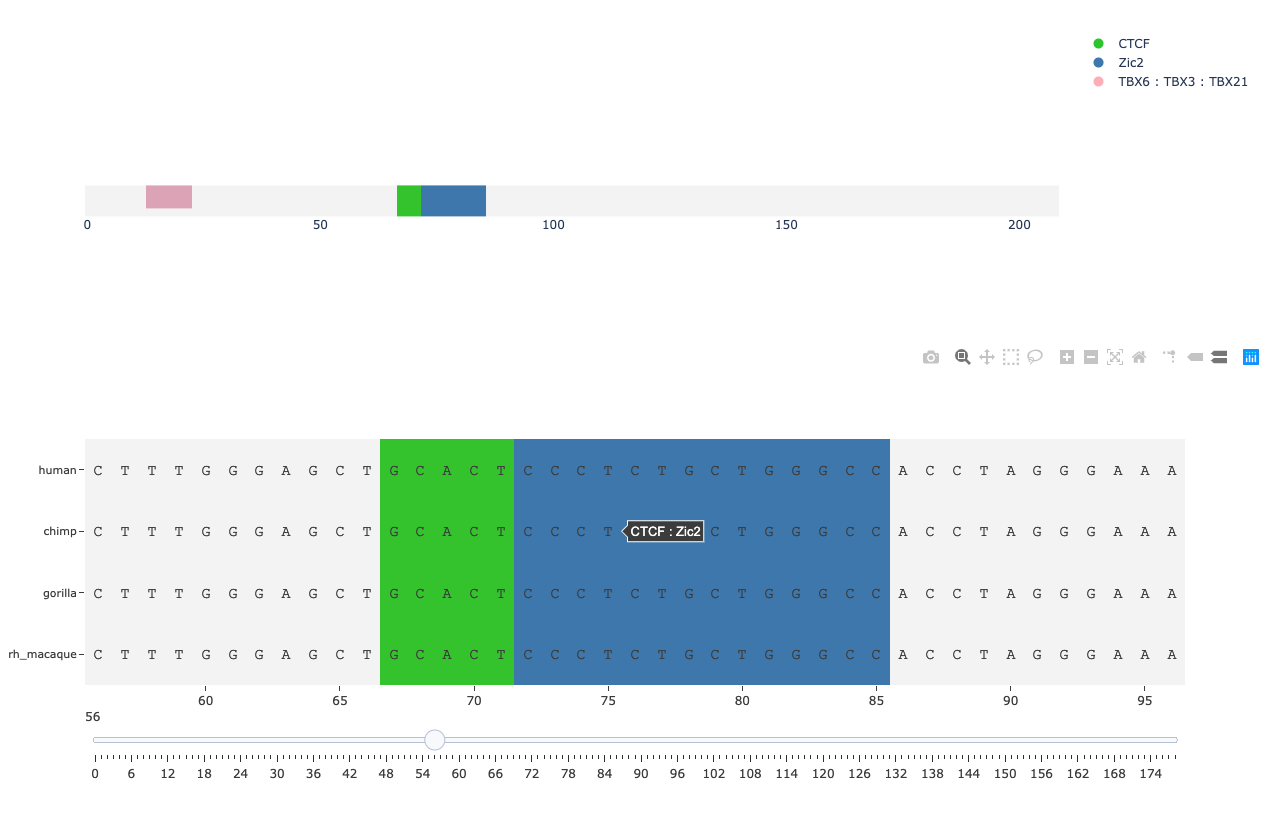 CTCF
Zic2
TBX6 : TBX3 : TBX21
0 50 100 150 200
human C T T T G G G A G C T G C A C T C C C T C T G C T G G G C C A C C T A G G G A A A
chimp C T T T G G G A G C T G C A C T C C C T CTCF : Zic2 C T G G G C C A C C T A G G G A A A
gorilla C T T T G G G A G C T G C A C T C C C T C T G C T G G G C C A C C T A G G G A A A
rh_macaque C T T T G G G A G C T G C A C T C C C T C T G C T G G G C C A C C T A G G G A A A
60 65 70 75 80 85 90 95
56
0 6 12 18 24 30 36 42 48 54 60 66 72 78 84 90 96 102 108 114 120 126 132 138 144 150 156 162 168 174